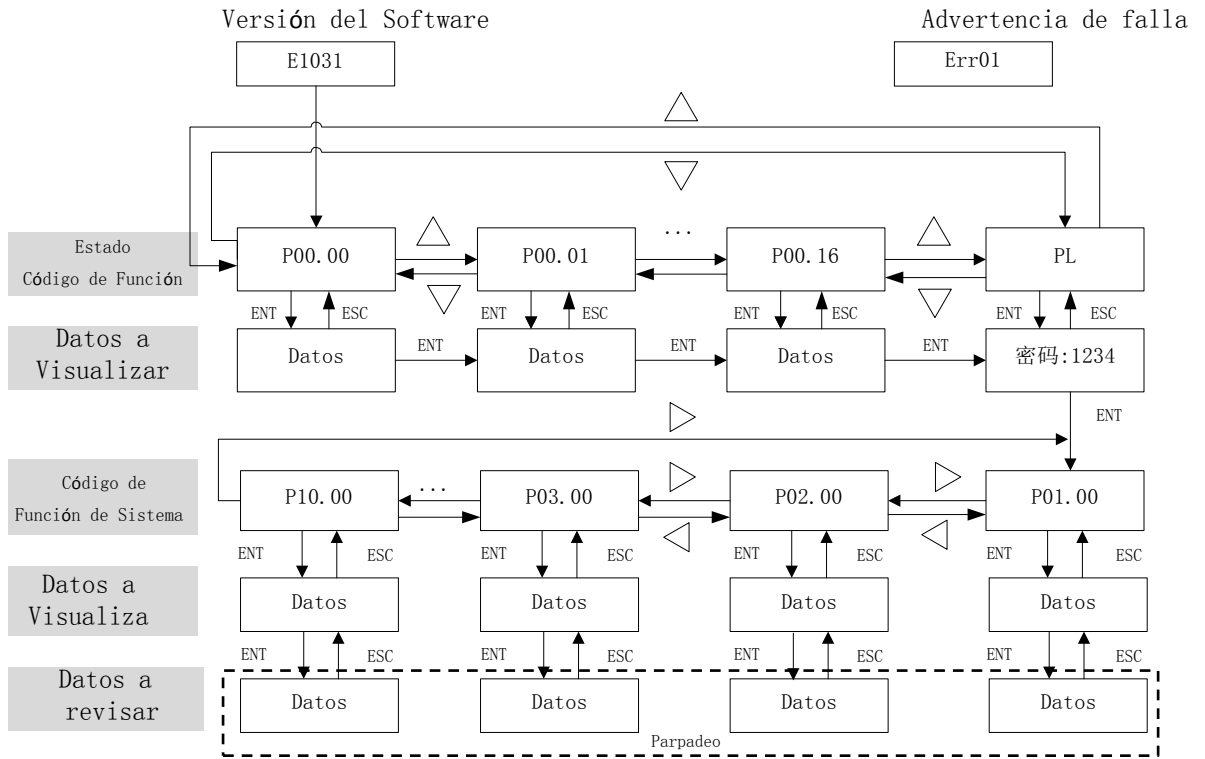 Versión del Software
Advertencia de falla
E1031
Err01
Estado
Código de Función
P00.00
P00.01
...
P00.16
PL
ENT
ESC
ENT
ESC
ENT
ESC
ENT
ESC
Datos a
Visualizar
Datos
ENT
Datos
ENT
Datos
ENT
密码:1234
ENT
Código de
Función de Sistema
P10.00
...
P03.00
P02.00
P01.00
ENT
ESC
ENT
ESC
ENT
ESC
ENT
ESC
Datos a
Visualiza
Datos
Datos
Datos
Datos
ENT
ESC
ENT
ESC
ENT
ESC
ENT
ESC
Datos a
revisar
Datos
Datos
Datos
Datos
Parpadeo